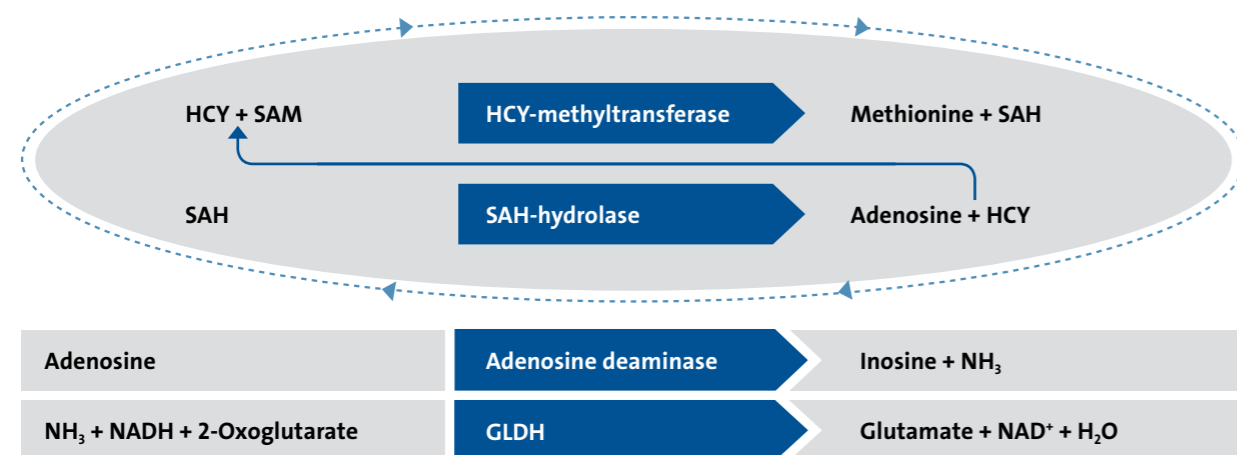 HCY + SAM HCY-methyltransferase Methionine + SAH
SAH SAH-hydrolase Adenosine + HCY
Adenosine Adenosine deaminase Inosine + NH₃
NH₃ + NADH + 2-Oxoglutarate GLDH Glutamate + NAD⁺ + H₂O